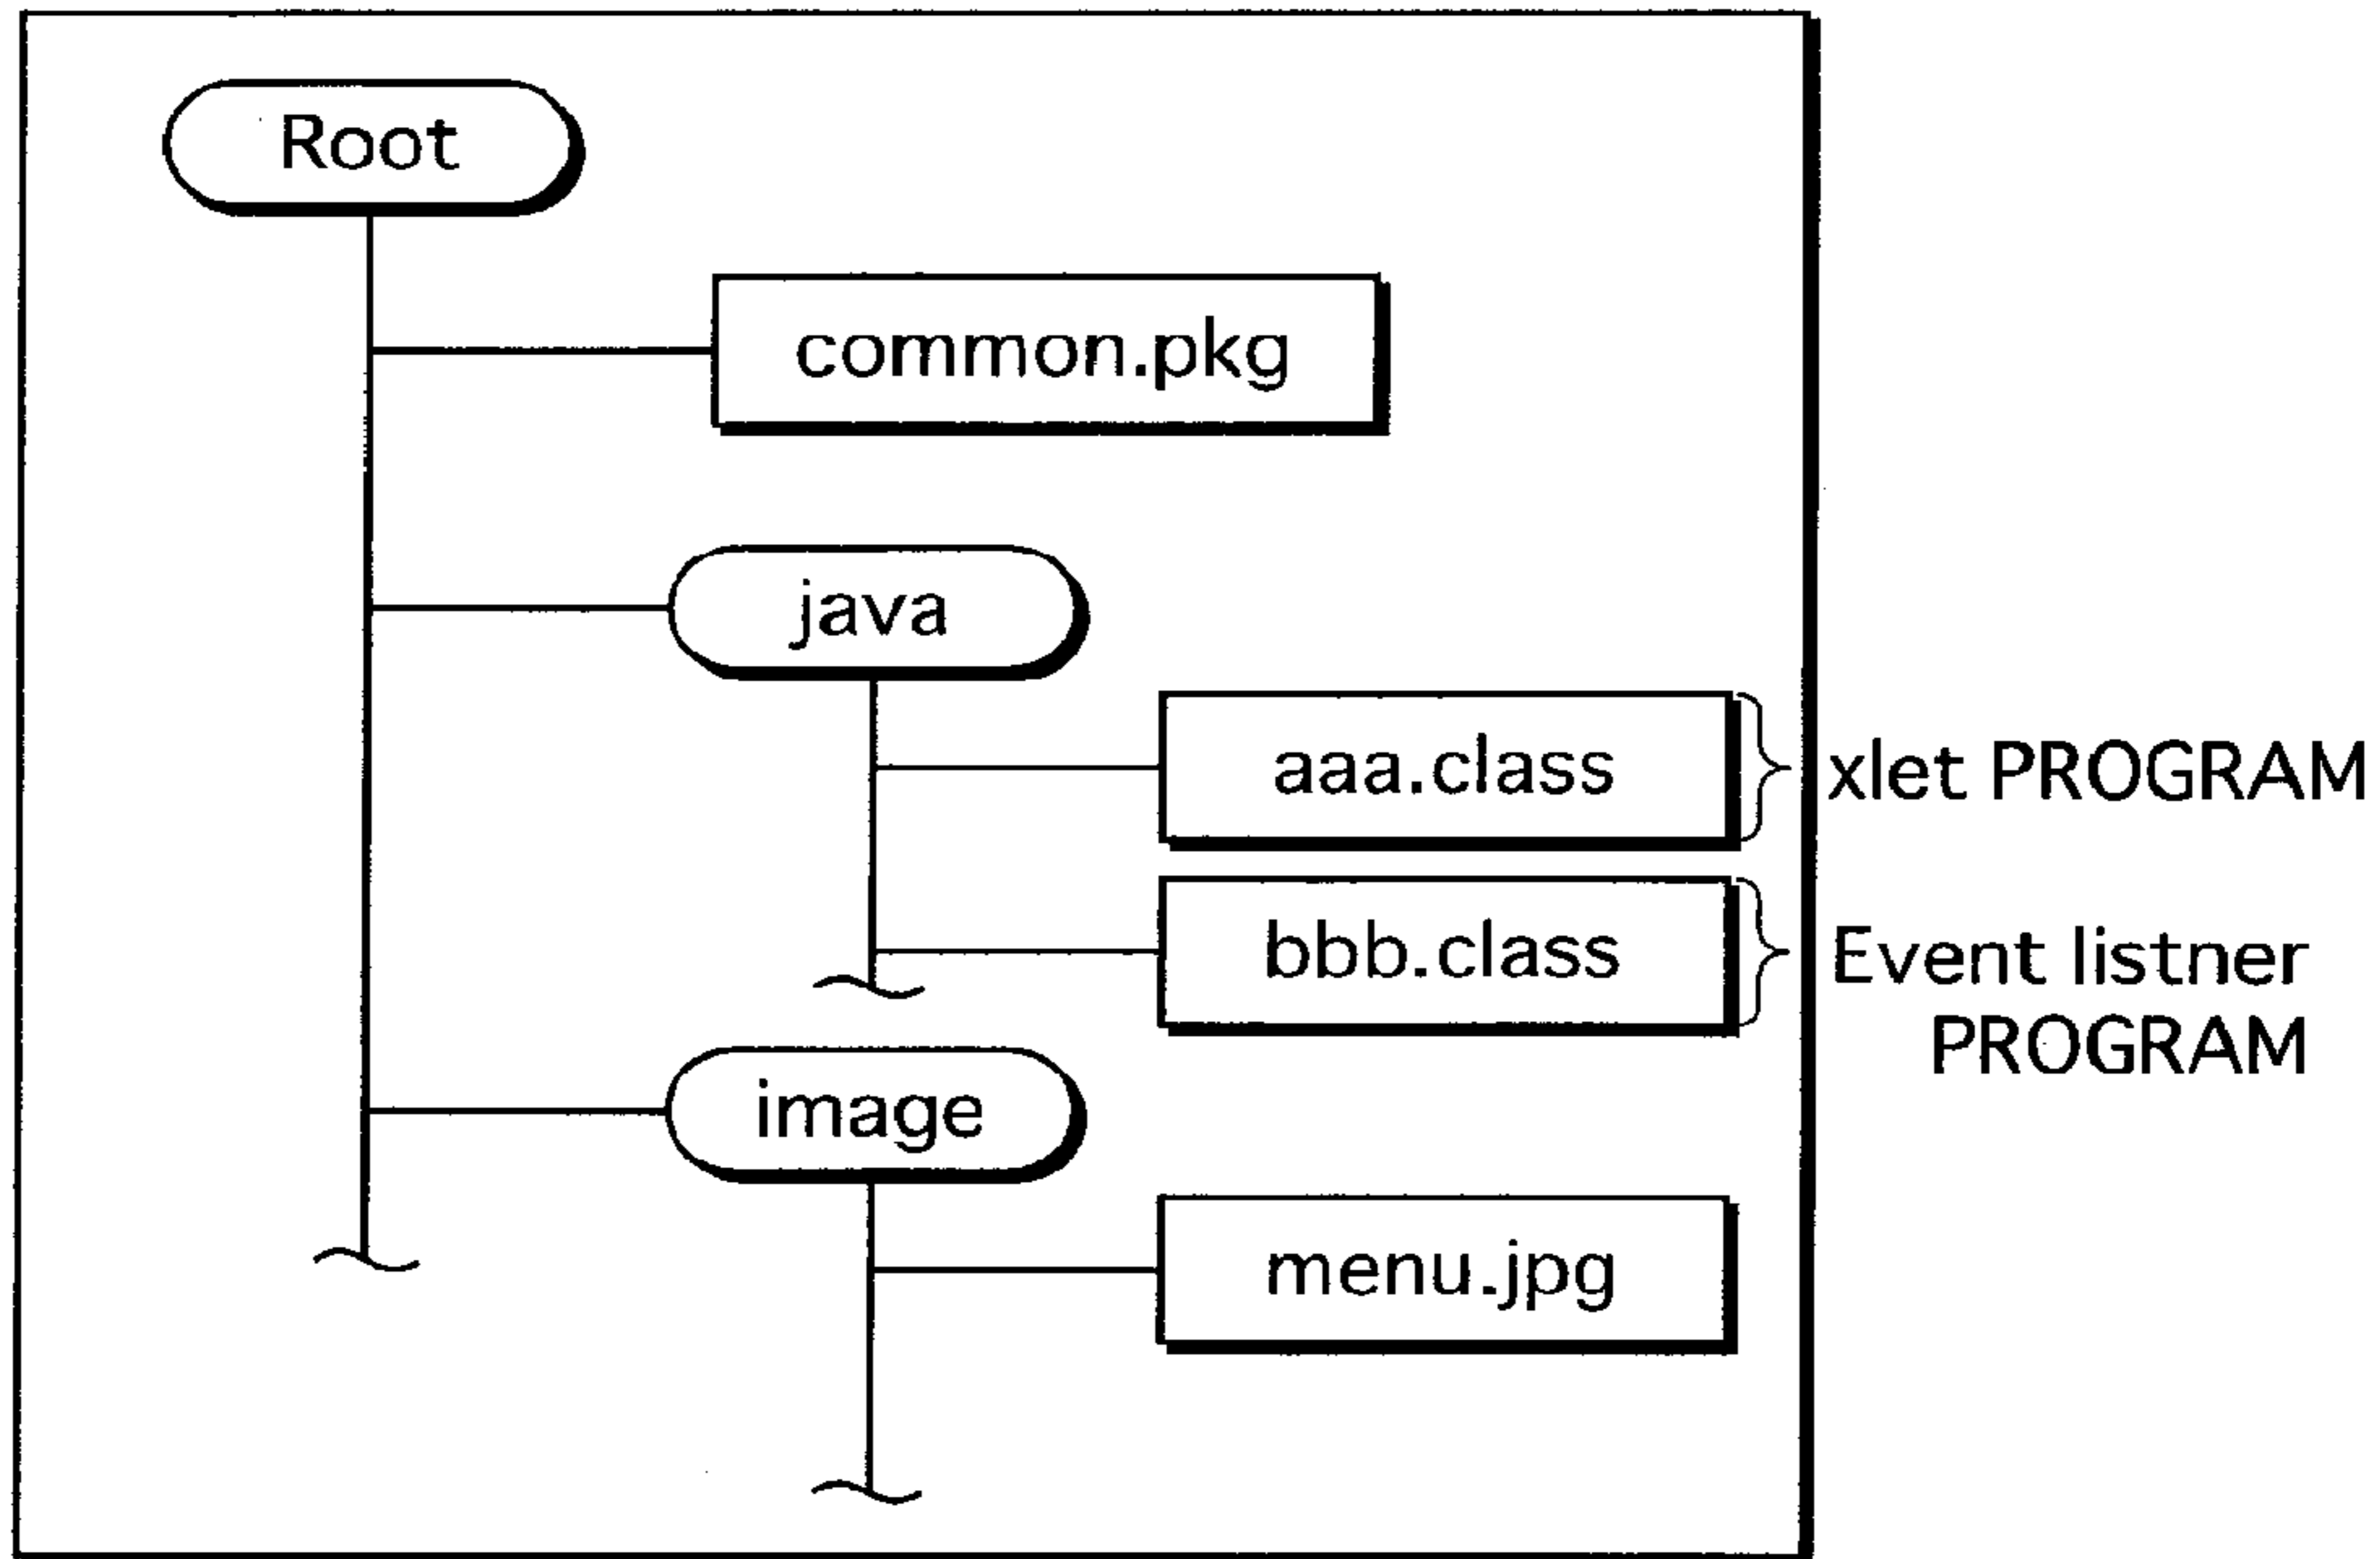 Root
common.pkg
java
aaa.class
xlet PROGRAM
bbb.class
Event listner
PROGRAM
image
menu.jpg